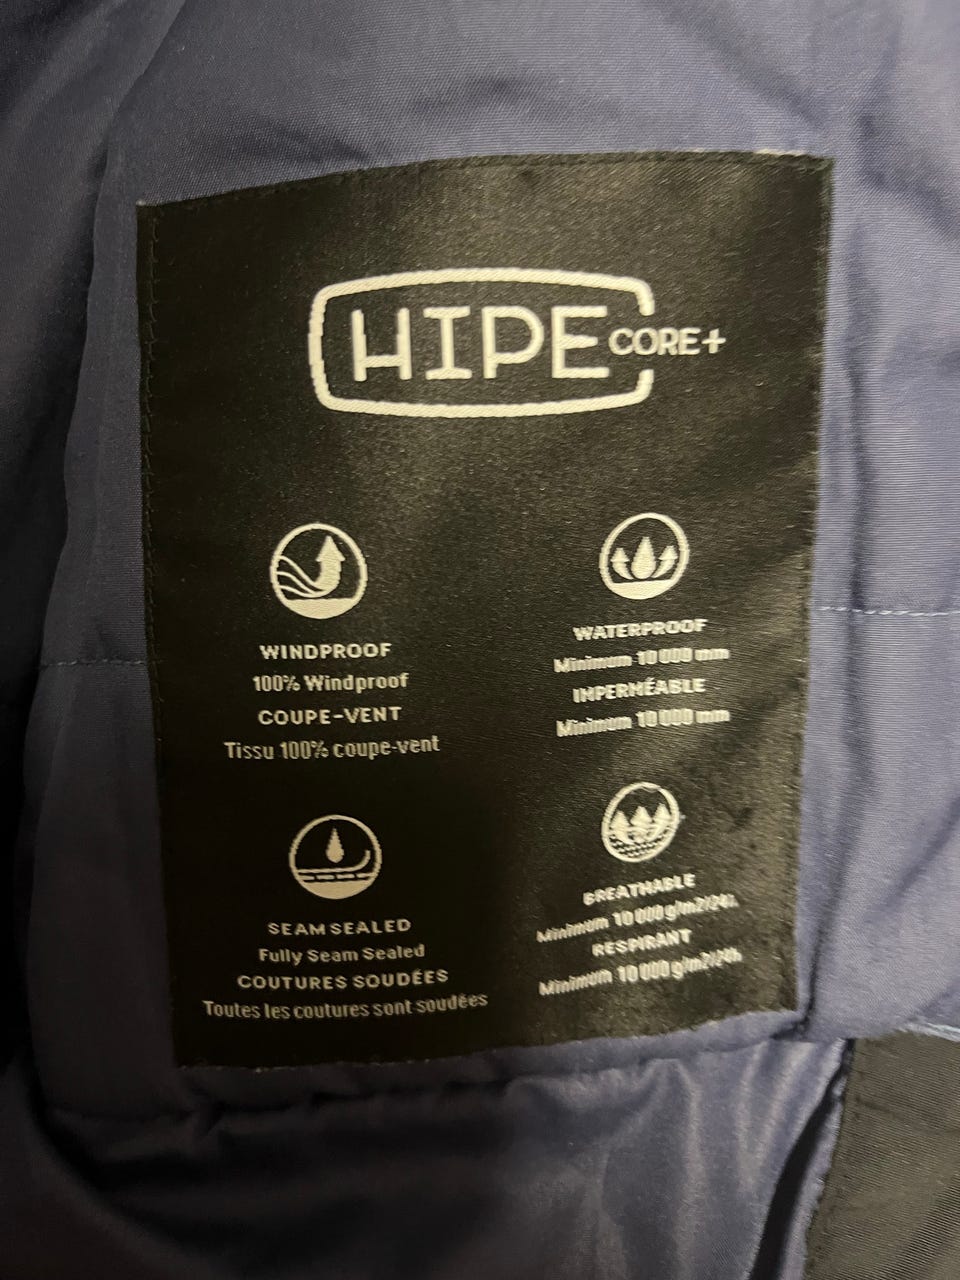 HIPE CORE+
WINDPROOF
100% Windproof
COUPE-VENT
Tissu 100% coupe-vent
WATERPROOF
Minimum 10 000 mm
IMPERMÉABLE
Minimum 10 000 mm
SEAM SEALED
Fully Seam Sealed
COUTURES SOUDÉES
Toutes les coutures sont soudées
BREATHABLE
Minimum 10 000 g/m2/24h
RESPIRANT
Minimum 10 000 g/m2/24h